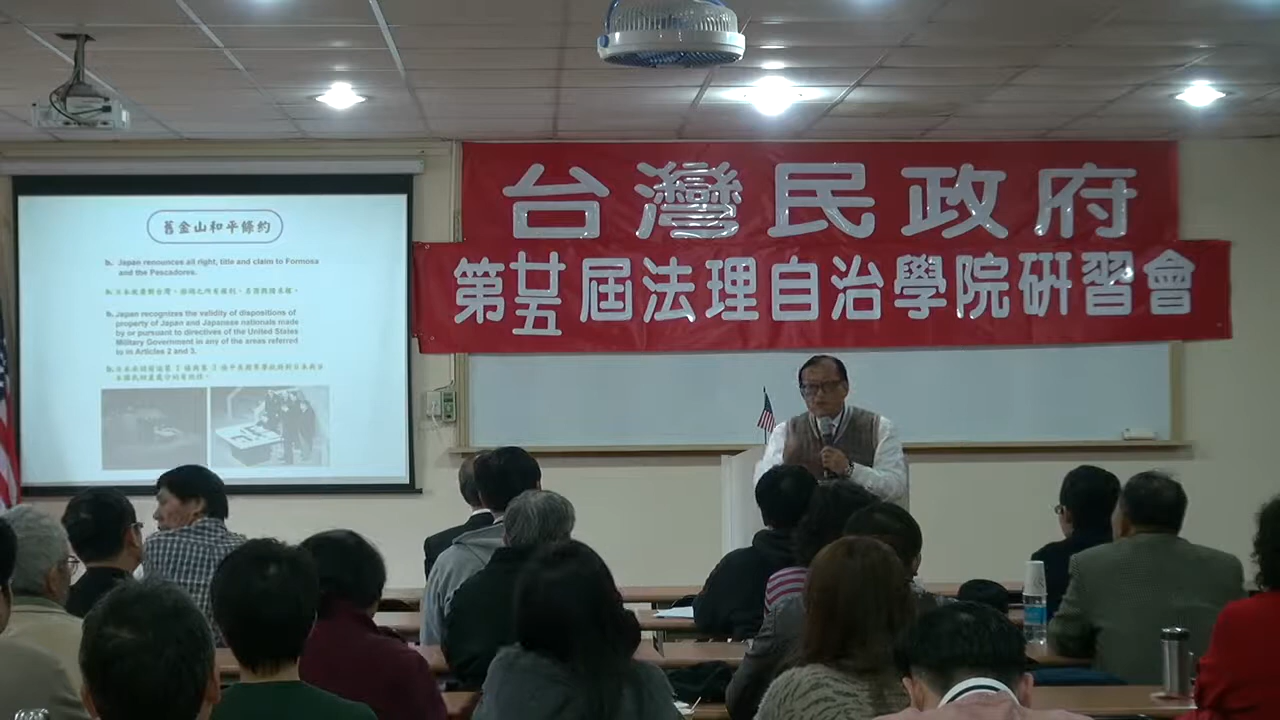 台灣民政府
第廿五屆法理自治學院研習會
舊金山和平條約
b. Japan renounces all right, title and claim to Formosa
and the Pescadores.
b. Japan recognizes the validity of dispositions of
property of Japan and Japanese nationals made
by or pursuant to directives of the United States
Military Government in any of the areas referred
to in Articles 2 and 3.